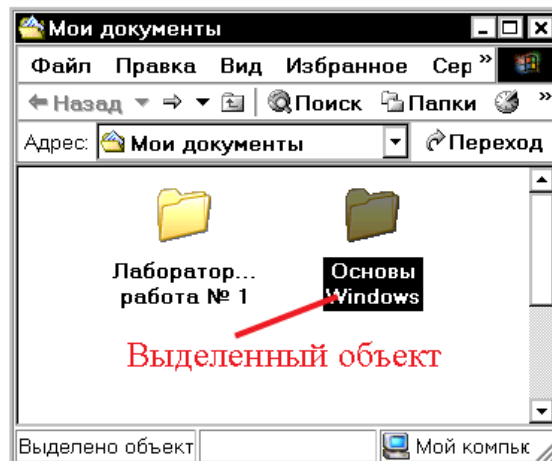 Мои документы
Файл Правка Вид Избранное Сер »
Назад Поиск Папки »
Адрес: Мои документы Переход
Лаборатор... работа № 1
Основы Windows
Выделенный объект
Выделено объект Мой компьк